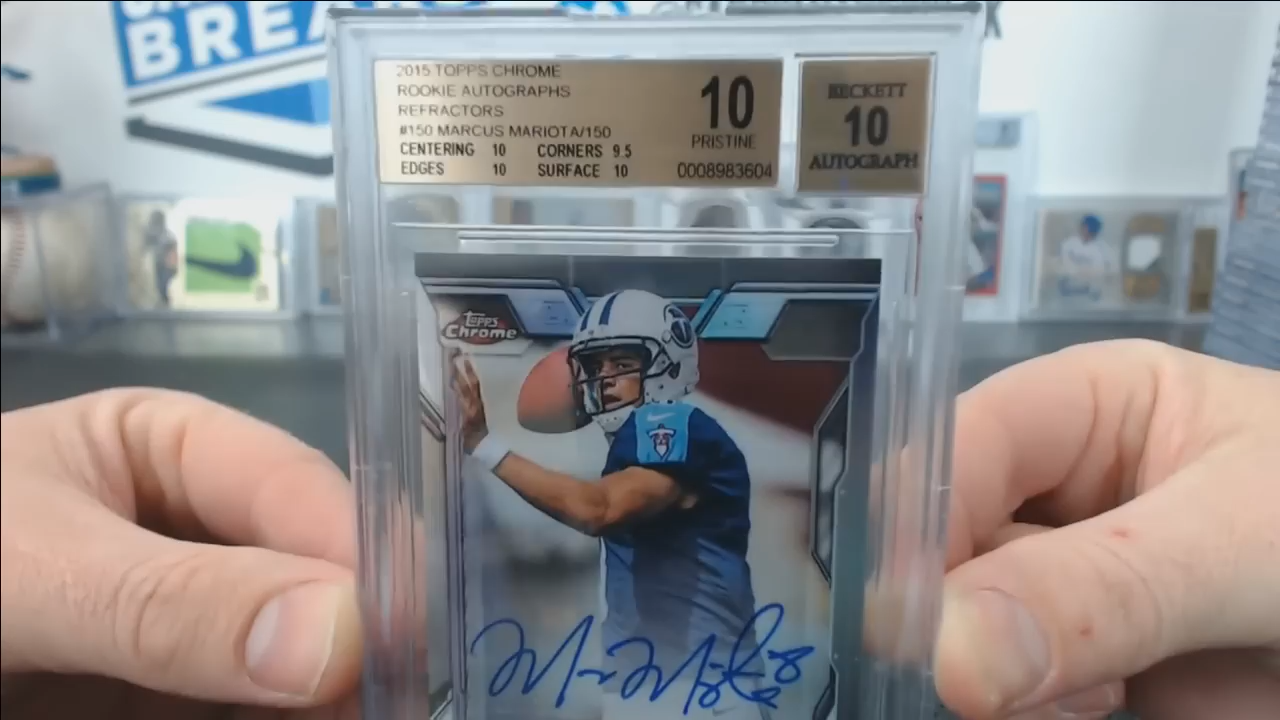 BREA
2015 TOPPS CHROME
ROOKIE AUTOGRAPHS
REFRACTORS
#150 MARCUS MARIOTA/150
CENTERING 10 CORNERS 9.5
EDGES 10 SURFACE 10
10
PRISTINE
0008983604
BECKETT
10
AUTOGRAPH
TOPPS
Chrome